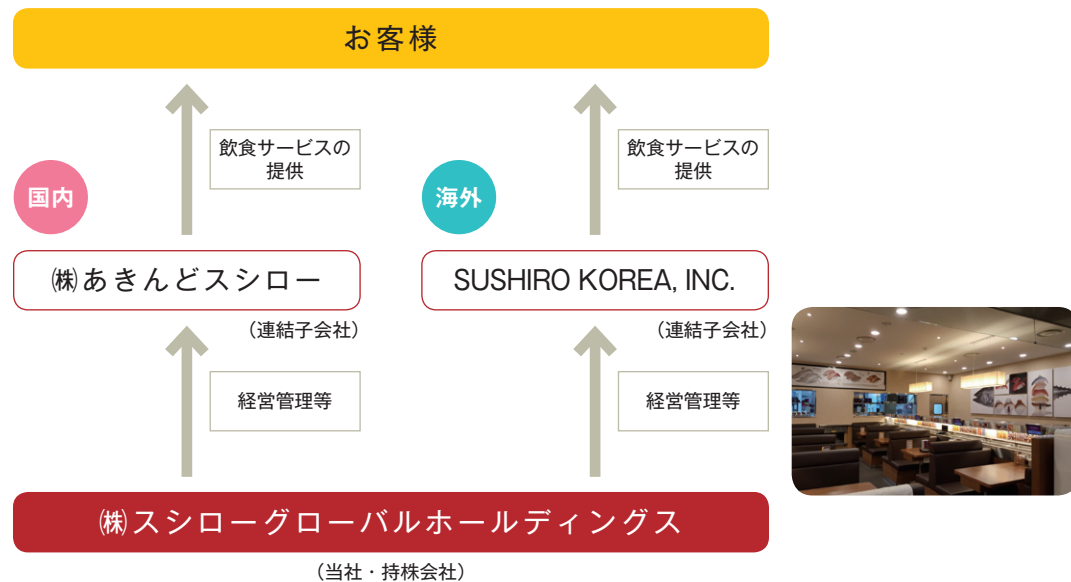 お客様
飲食サービスの
提供
飲食サービスの
提供
国内
海外
㈱あきんどスシロー
SUSHIRO KOREA, INC.
（連結子会社）
（連結子会社）
経営管理等
経営管理等
㈱スシローグローバルホールディングス
（当社・持株会社）